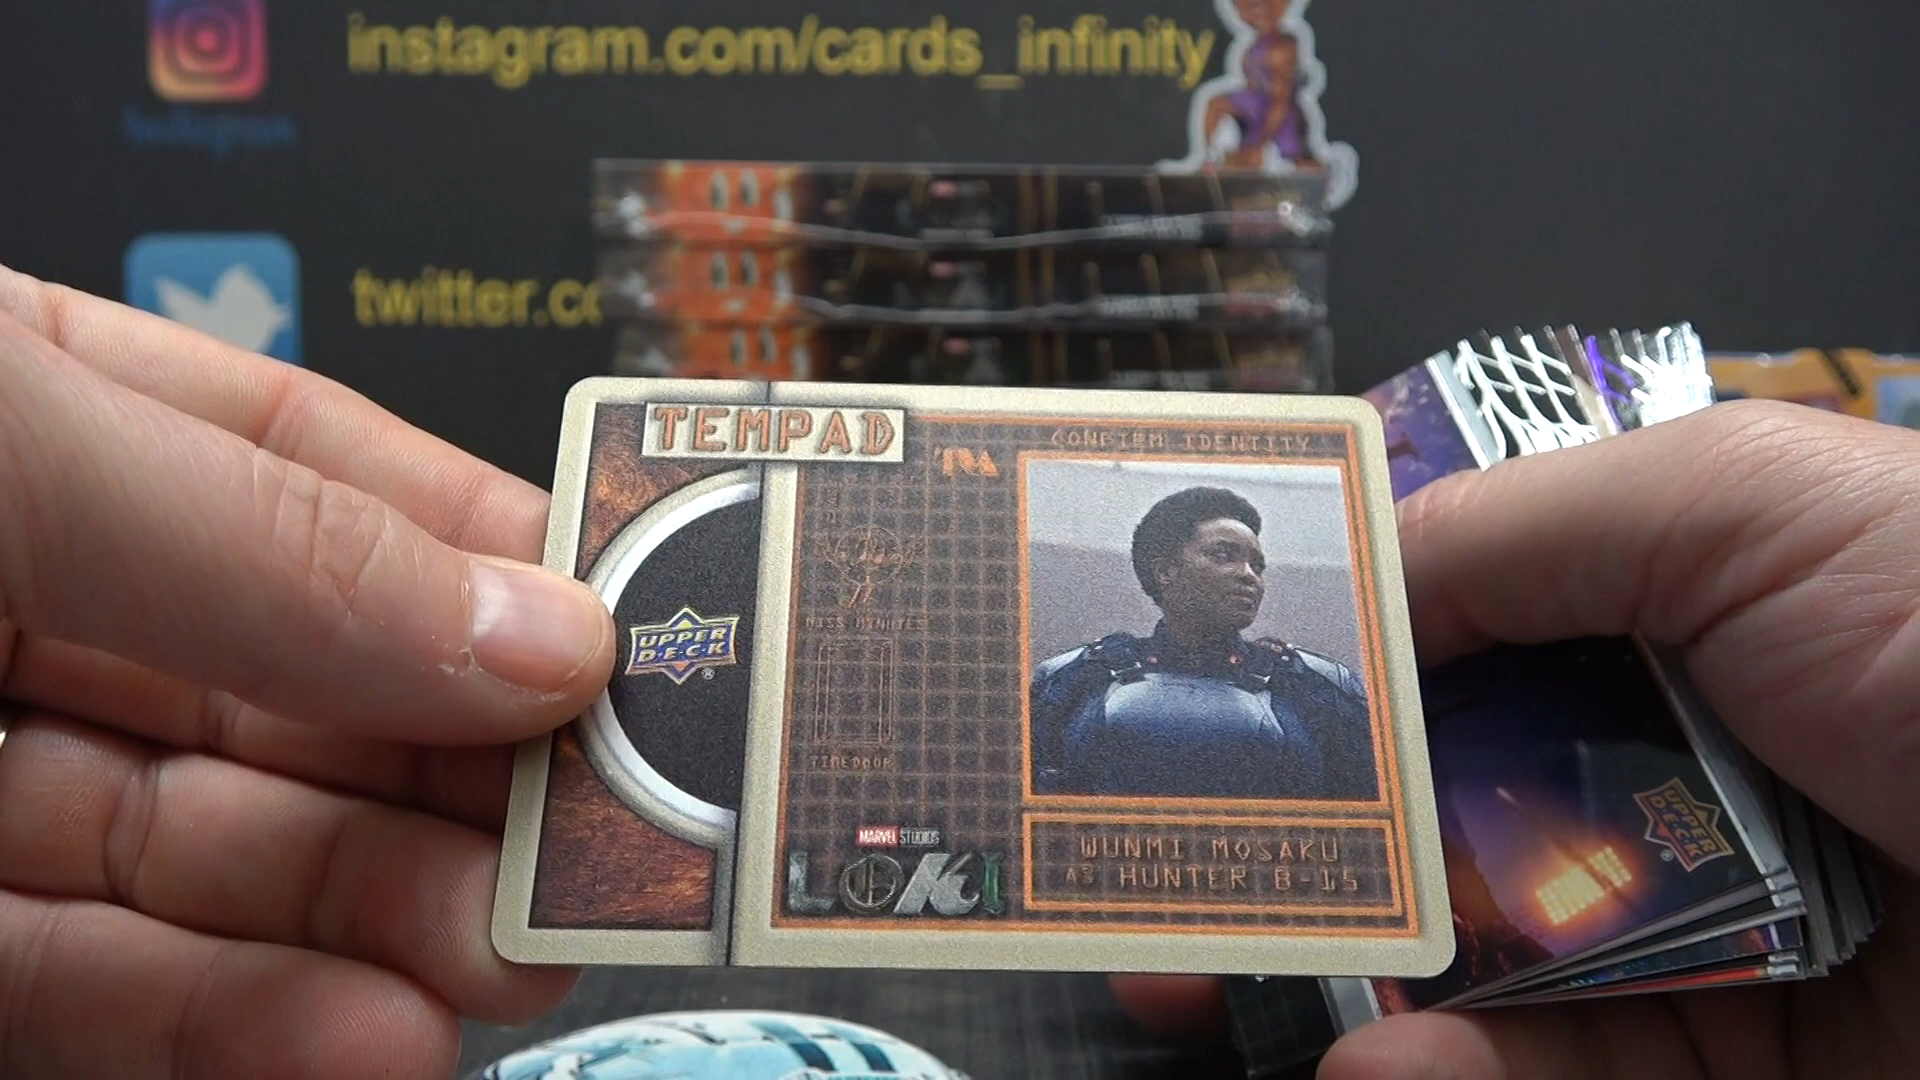 instagram.com/cards_infinity
Instagram
twitter.co
TEMPAD
TVA
CONFIRM IDENTITY
MISS MINUTES
TIMEDOOR
UPPER
DECK
®
MARVEL STUDIOS
LOKI
WUNMI MOSAKU
AS HUNTER B-15
UPPER
DECK
®